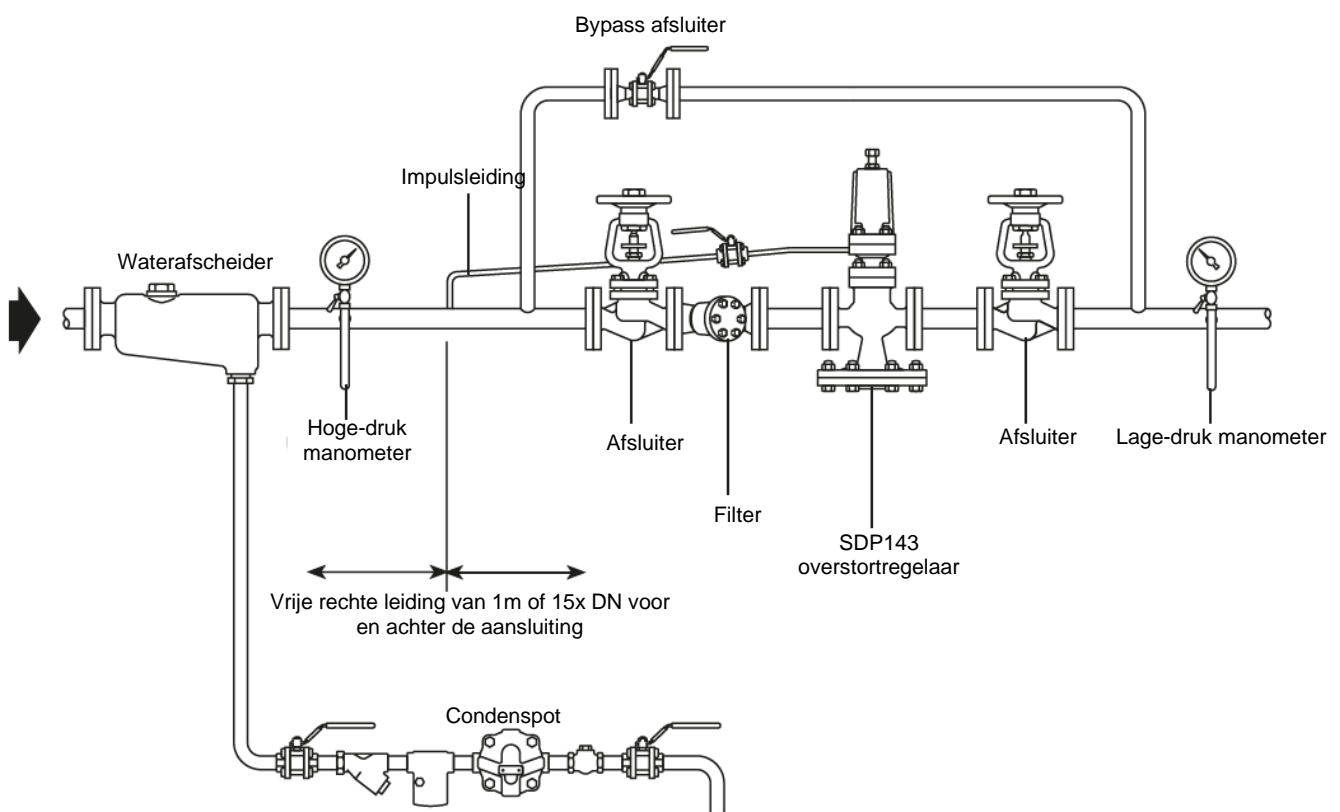 Bypass afsluiter
Impulsleiding
Waterafscheider
Hoge-druk
manometer
Afsluiter
Afsluiter
Lage-druk manometer
Filter
SDP143
overstortregelaar
Vrije rechte leiding van 1m of 15x DN voor
en achter de aansluiting
Condenspot